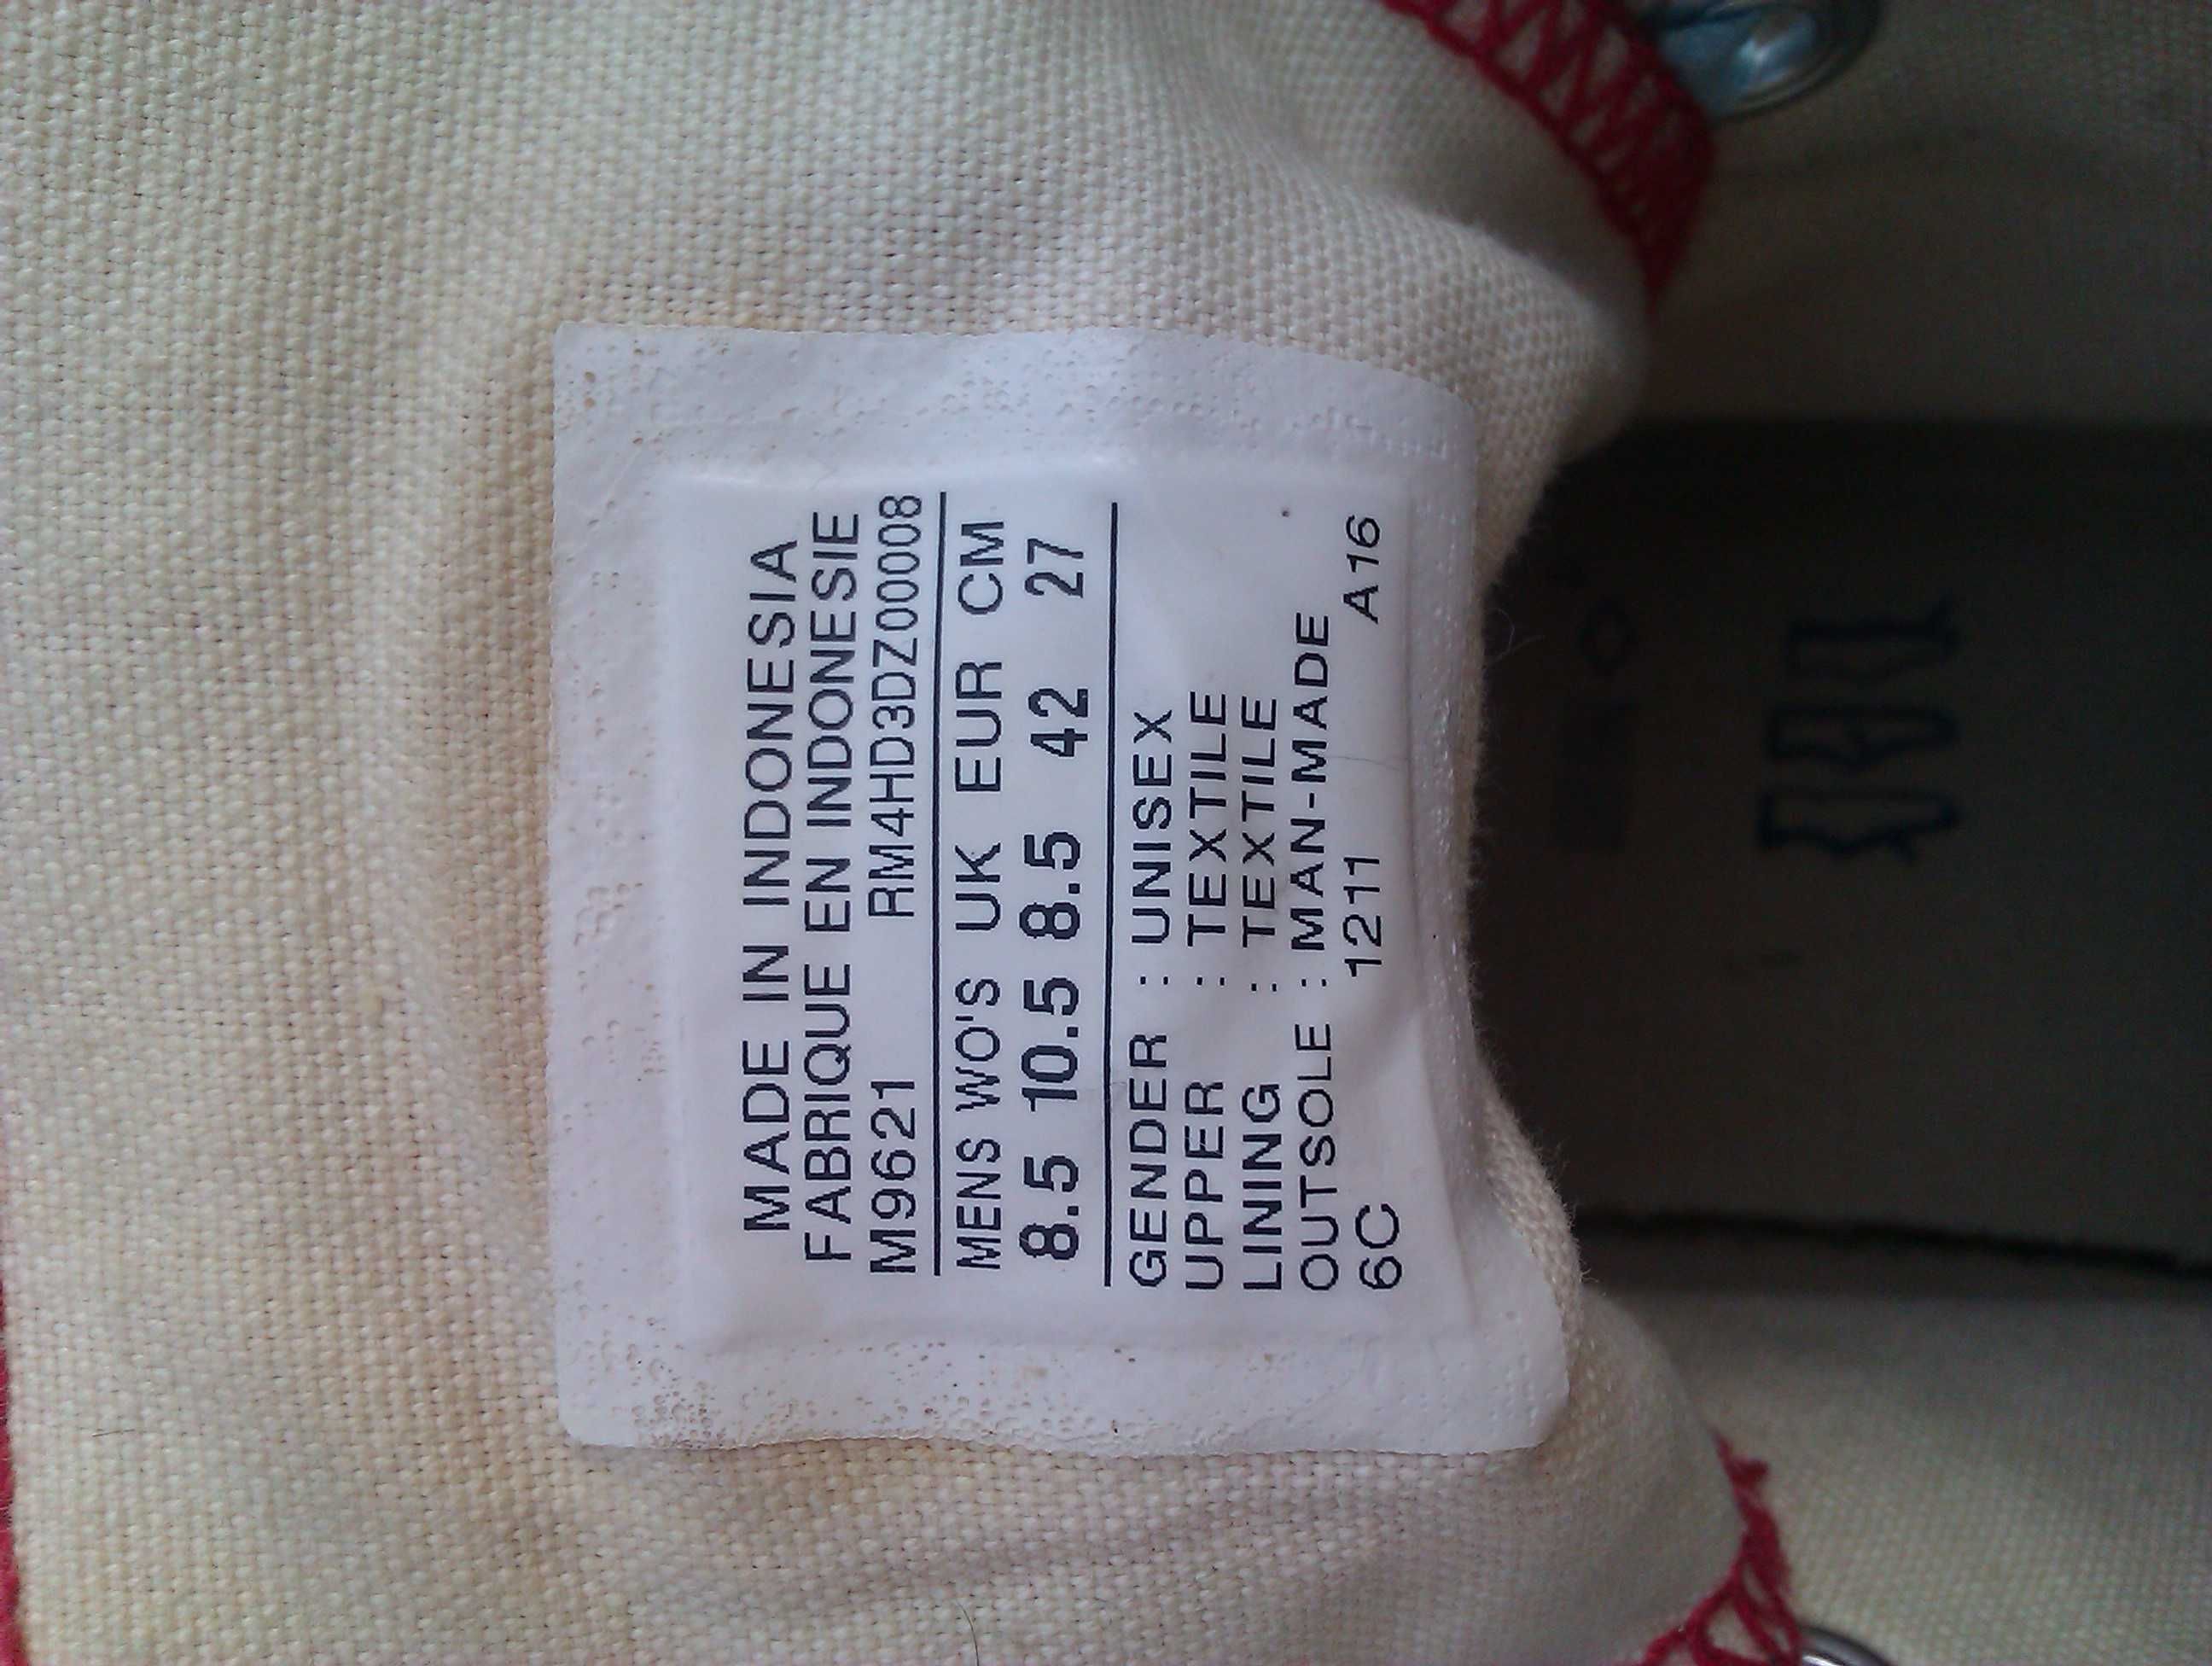 MADE IN INDONESIA
FABRIQUE EN INDONESIE
M9621 RM4HD3DZ00008
MENS WO'S UK EUR CM
8.5 10.5 8.5 42 27
GENDER : UNISEX
UPPER : TEXTILE
LINING : TEXTILE
OUTSOLE : MAN-MADE
6C 1211 A16